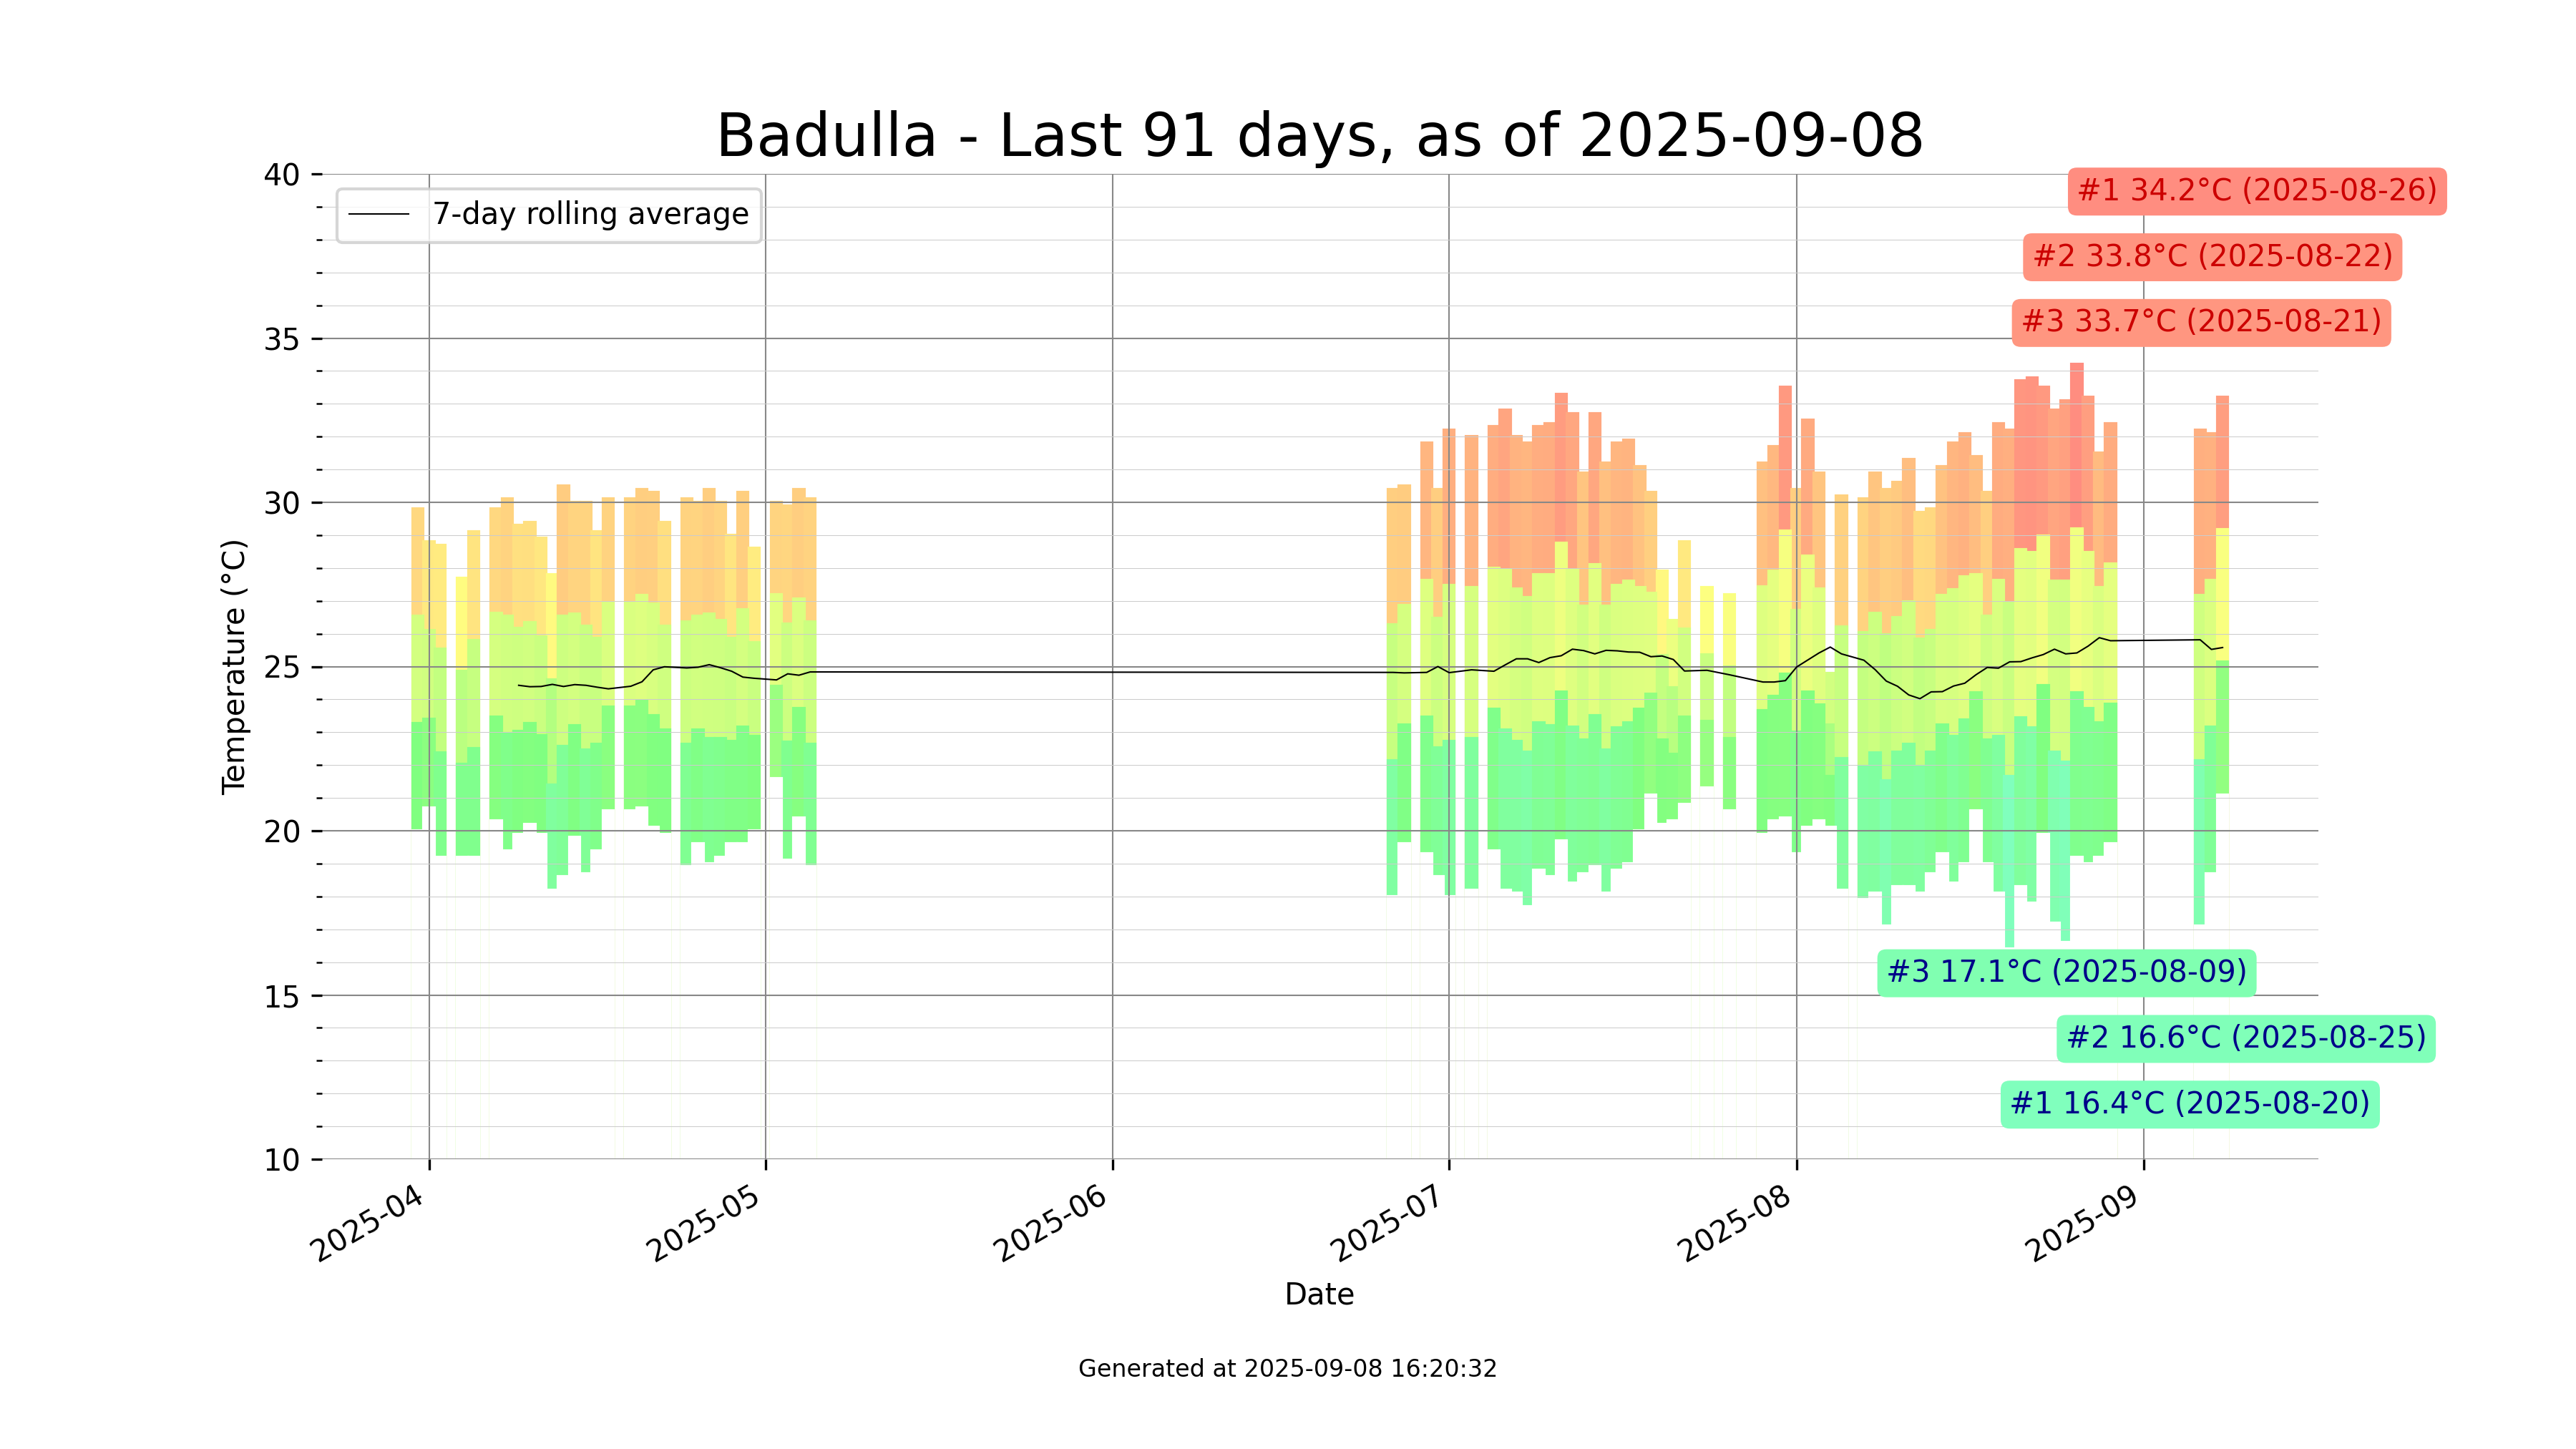 Badulla - Last 91 days, as of 2025-09-08
40
#1 34.2°C (2025-08-26)
7-day rolling average
#2 33.8°C (2025-08-22)
#3 33.7°C (2025-08-21)
35
30
25
Temperature (°C)
20
#3 17.1°C (2025-08-09)
15
#2 16.6°C (2025-08-25)
#1 16.4°C (2025-08-20)
10
2025-04
2025-05
2025-06
2025-07
2025-08
2025-09
Date
Generated at 2025-09-08 16:20:32